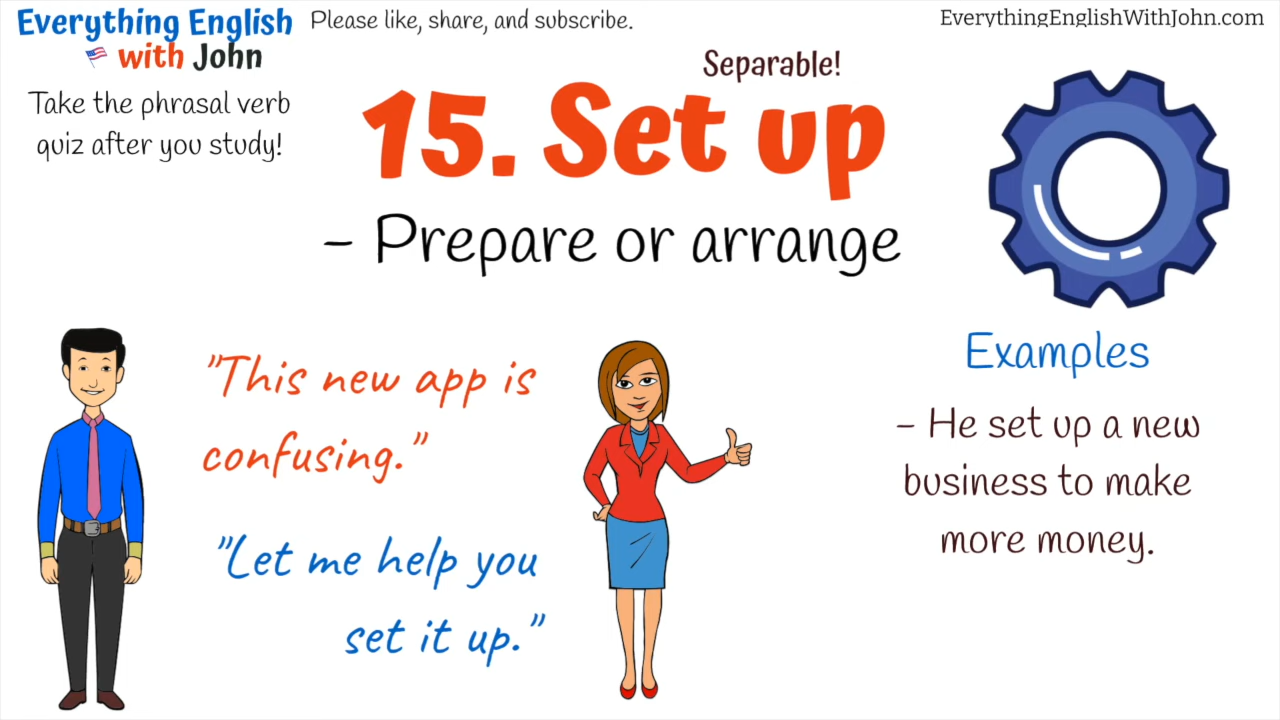 Everything English
with John
Please like, share, and subscribe.
EverythingEnglishWithJohn.com
Take the phrasal verb
quiz after you study!
Separable!
15. Set up
- Prepare or arrange
"This new app is
confusing."
"Let me help you
set it up."
Examples
- He set up a new
business to make
more money.